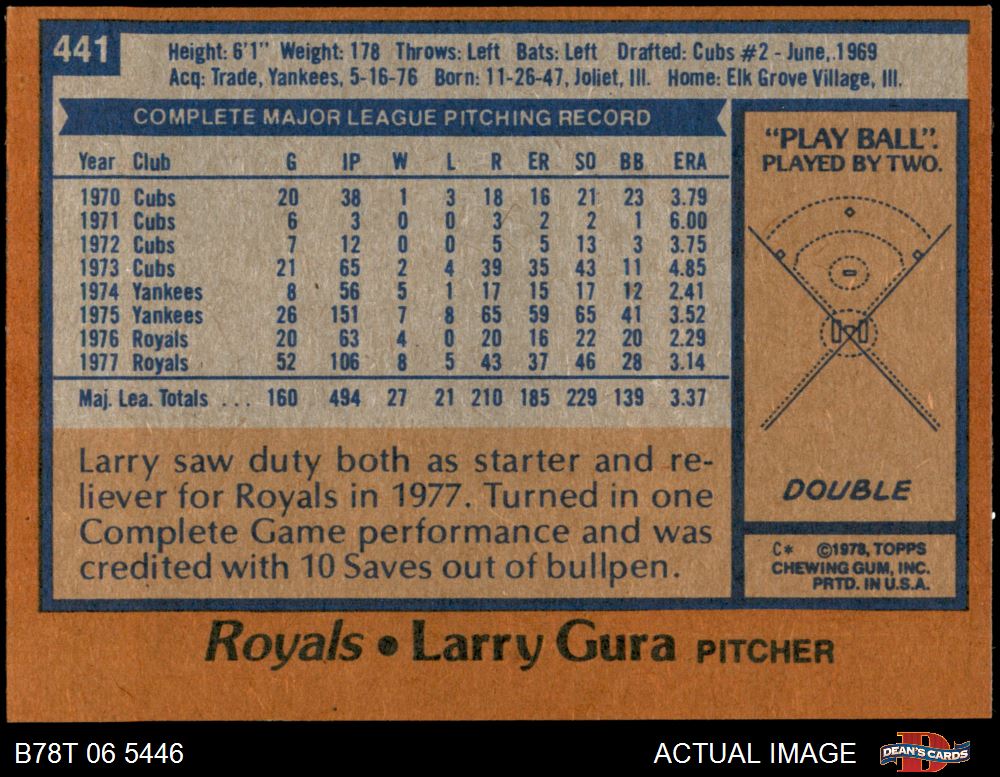 441
Height: 6'1" Weight: 178 Throws: Left Bats: Left Drafted: Cubs #2 - June, 1969
Acq: Trade, Yankees, 5-16-76 Born: 11-26-47, Joliet, Ill. Home: Elk Grove Village, Ill.
COMPLETE MAJOR LEAGUE PITCHING RECORD
Year Club G IP W L R ER SO BB ERA
1970 Cubs 20 38 1 3 18 16 21 23 3.79
1971 Cubs 6 3 0 0 3 2 2 1 6.00
1972 Cubs 7 12 0 0 5 5 13 3 3.75
1973 Cubs 21 65 2 4 39 35 43 11 4.85
1974 Yankees 8 56 5 1 17 15 17 12 2.41
1975 Yankees 26 151 7 8 65 59 65 41 3.52
1976 Royals 20 63 4 0 20 16 22 20 2.29
1977 Royals 52 106 8 5 43 37 46 28 3.14
Maj. Lea. Totals ... 160 494 27 21 210 185 229 139 3.37
Larry saw duty both as starter and re-
liever for Royals in 1977. Turned in one
Complete Game performance and was
credited with 10 Saves out of bullpen.
"PLAY BALL".
PLAYED BY TWO.
DOUBLE
C* ©1978, TOPPS
CHEWING GUM, INC.
PRTD. IN U.S.A.
Royals • Larry Gura PITCHER
B78T 06 5446
ACTUAL IMAGE
D
DEAN'S CARDS